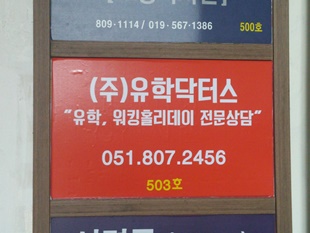 809·1114 / 019·567·1386
500호
(주)유학닥터스
"유학, 워킹홀리데이 전문상담"
051.807.2456
503호